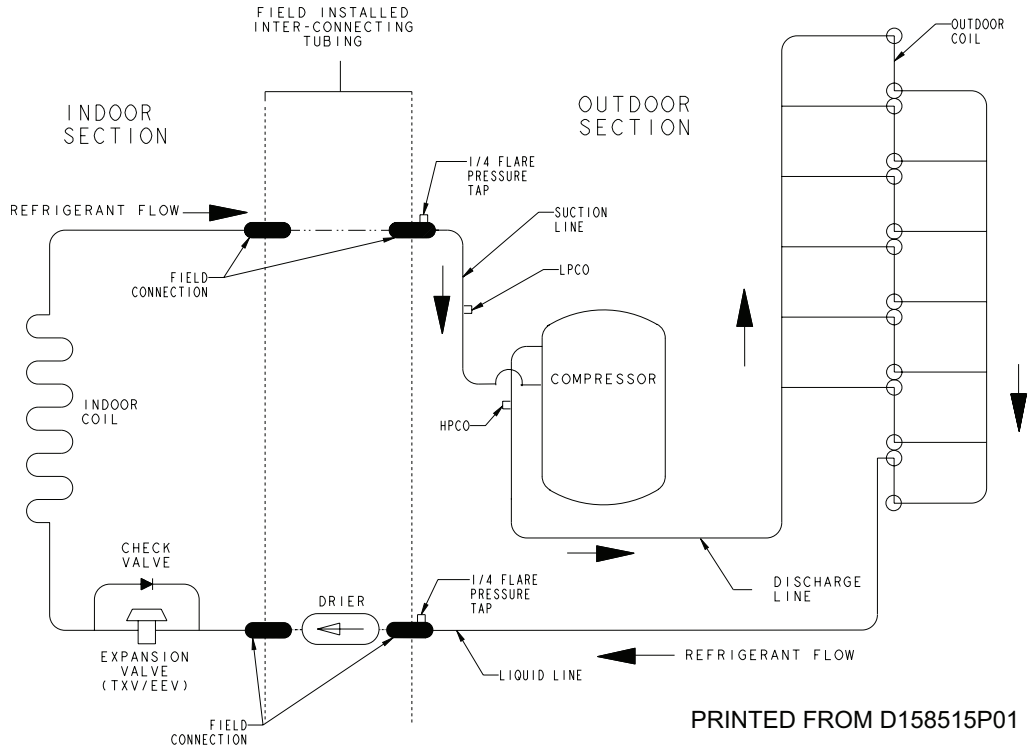 FIELD INSTALLED
INTER-CONNECTING
TUBING
OUTDOOR
COIL
INDOOR
SECTION
OUTDOOR
SECTION
1/4 FLARE
PRESSURE
TAP
REFRIGERANT FLOW
SUCTION
LINE
FIELD
CONNECTION
LPCO
COMPRESSOR
INDOOR
COIL
HPCO
CHECK
VALVE
DRIER
1/4 FLARE
PRESSURE
TAP
DISCHARGE
LINE
EXPANSION
VALVE
(TXV/EEV)
LIQUID LINE
REFRIGERANT FLOW
FIELD
CONNECTION
PRINTED FROM D158515P01